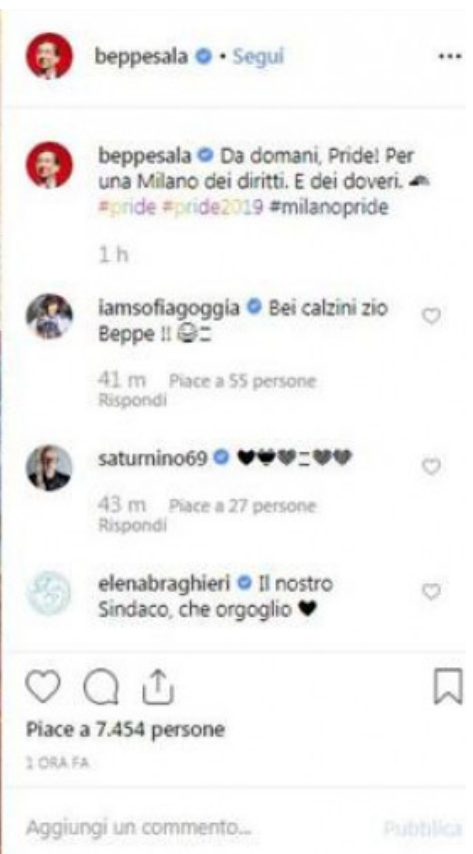 beppesala • Segui
beppesala Da domani, Pride! Per
una Milano dei diritti. E dei doveri.
#pride #pride2019 #milanopride
1 h
iamsofiagoggia Bei calzini zio
Beppe !! 
41 m Piace a 55 persone
Rispondi
saturnino69 
43 m Piace a 27 persone
Rispondi
elenabraghieri Il nostro
Sindaco, che orgoglio ♥
Piace a 7.454 persone
1 ORA FA
Aggiungi un commento... Pubblica